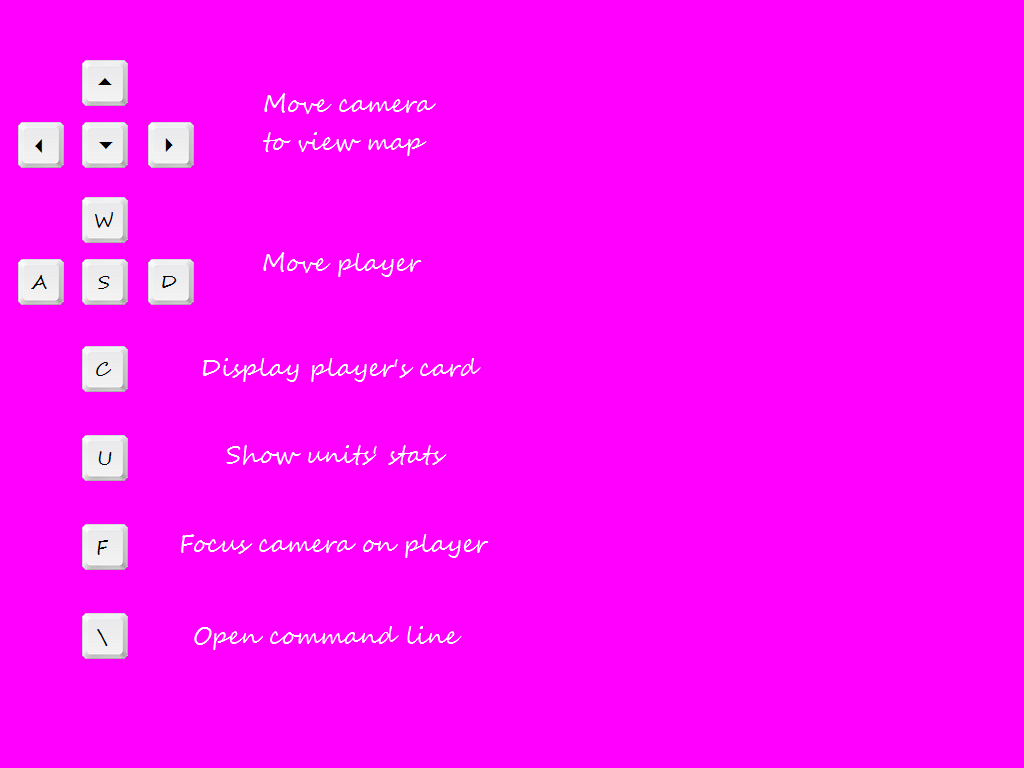 Move camera
to view map
W
A S D
Move player
C Display player's card
U Show units' stats
F Focus camera on player
\ Open command line